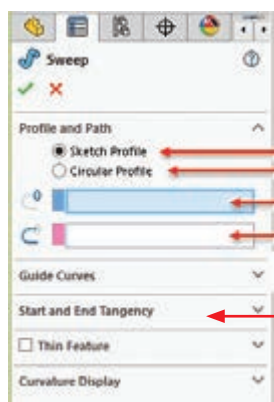 Sweep
Profile and Path
Sketch Profile
Circular Profile
Guide Curves
Start and End Tangency
Thin Feature
Curvature Display